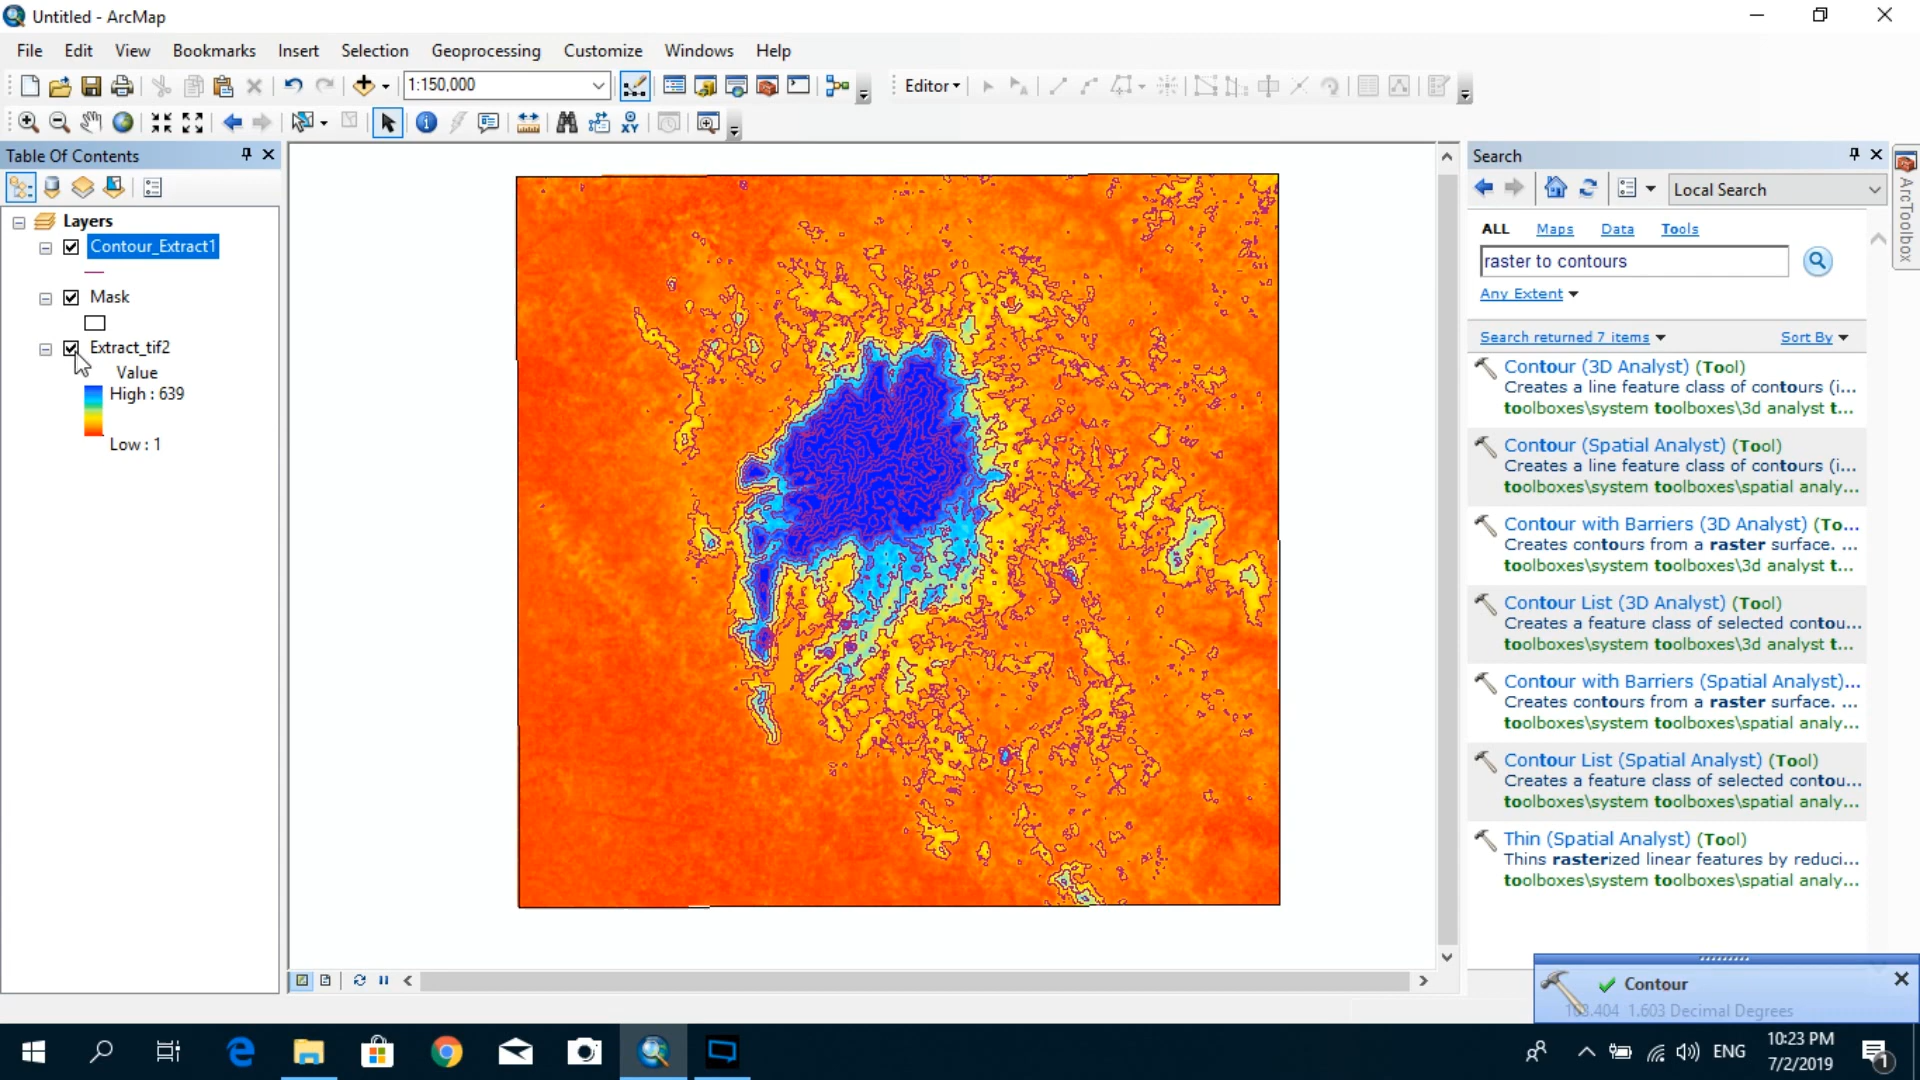 Untitled - ArcMap
File Edit View Bookmarks Insert Selection Geoprocessing Customize Windows Help
1:150,000
Editor
XY
Table Of Contents
Layers
Contour_Extract1
Mask
Extract_tif2
Value
High : 639
Low : 1
Search
Local Search
ALL Maps Data Tools
raster to contours
Any Extent
Search returned 7 items
Sort By
Contour (3D Analyst) (Tool)
Creates a line feature class of contours (i...
toolboxes\system toolboxes\3d analyst t...
Contour (Spatial Analyst) (Tool)
Creates a line feature class of contours (i...
toolboxes\system toolboxes\spatial analy...
Contour with Barriers (3D Analyst) (To...
Creates contours from a raster surface. ...
toolboxes\system toolboxes\3d analyst t...
Contour List (3D Analyst) (Tool)
Creates a feature class of selected contou...
toolboxes\system toolboxes\3d analyst t...
Contour with Barriers (Spatial Analyst)...
Creates contours from a raster surface. ...
toolboxes\system toolboxes\spatial analy...
Contour List (Spatial Analyst) (Tool)
Creates a feature class of selected contou...
toolboxes\system toolboxes\spatial analy...
Thin (Spatial Analyst) (Tool)
Thins rasterized linear features by reduci...
toolboxes\system toolboxes\spatial analy...
ArcToolbox
Contour
1.603 Decimal Degrees
ENG
10:23 PM
7/2/2019
1